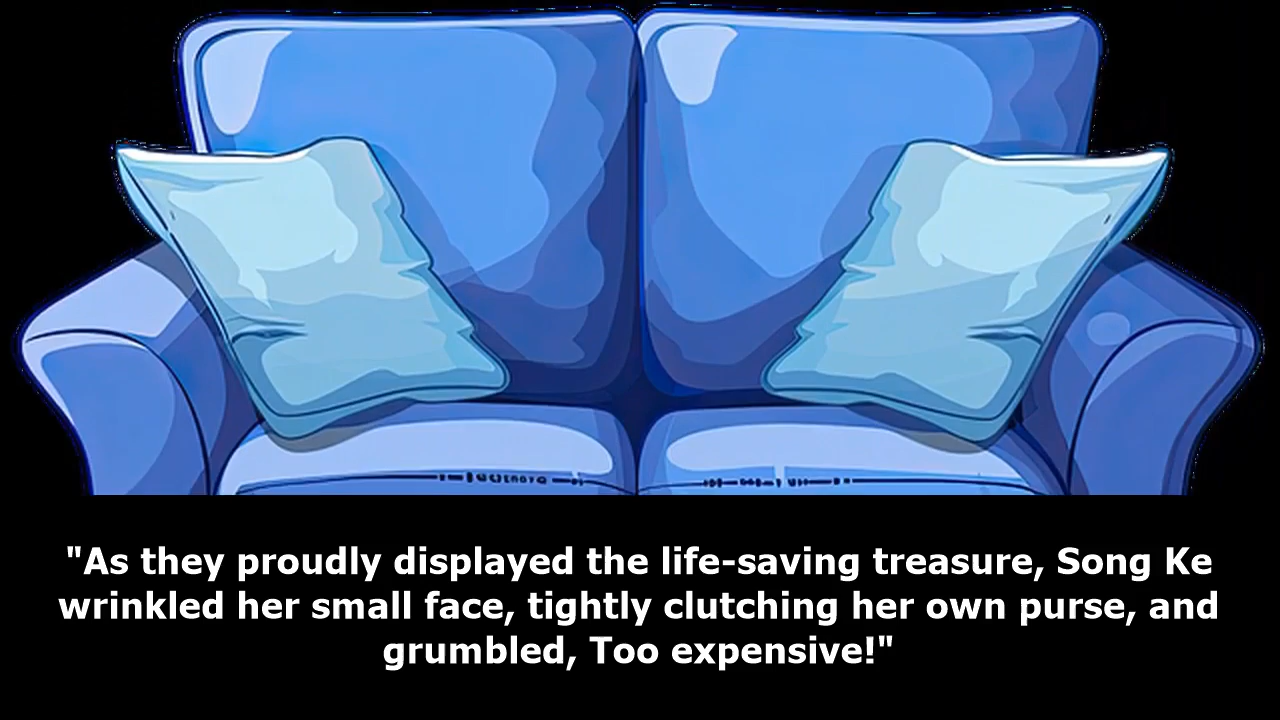 "As they proudly displayed the life-saving treasure, Song Ke
wrinkled her small face, tightly clutching her own purse, and
grumbled, Too expensive!"